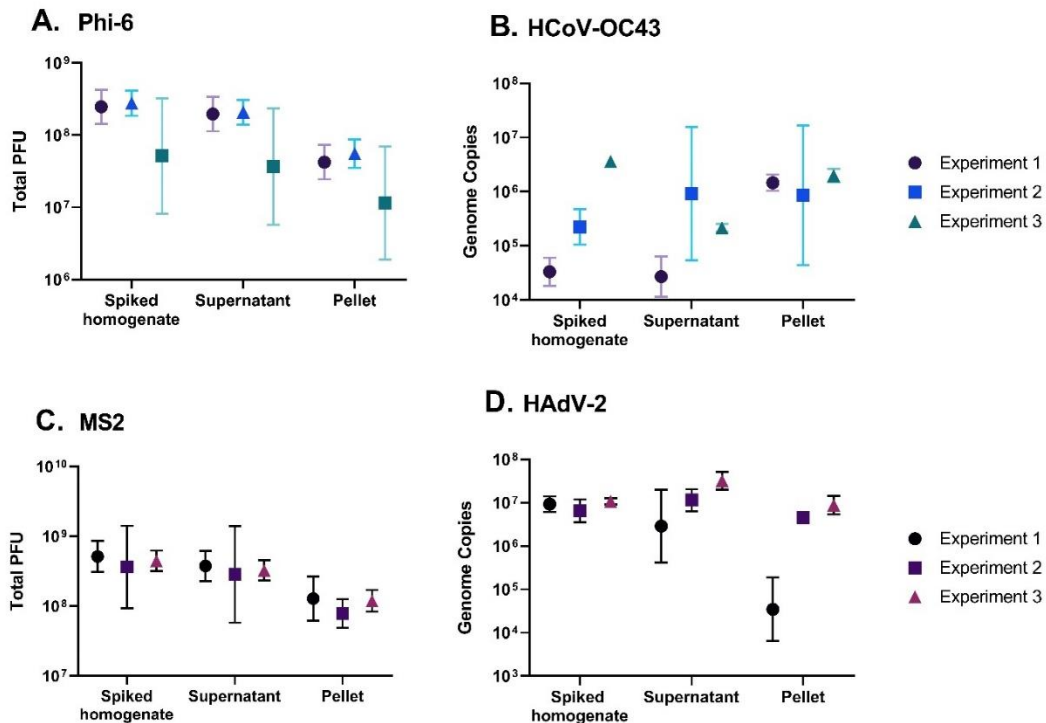 A. Phi-6
Total PFU
10⁹
10⁸
10⁷
10⁶
Spiked homogenate
Supernatant
Pellet
B. HCoV-OC43
Genome Copies
10⁸
10⁷
10⁶
10⁵
10⁴
Spiked homogenate
Supernatant
Pellet
Experiment 1
Experiment 2
Experiment 3
C. MS2
Total PFU
10¹⁰
10⁹
10⁸
10⁷
Spiked homogenate
Supernatant
Pellet
D. HAdV-2
Genome Copies
10⁸
10⁷
10⁶
10⁵
10⁴
10³
Spiked homogenate
Supernatant
Pellet
Experiment 1
Experiment 2
Experiment 3